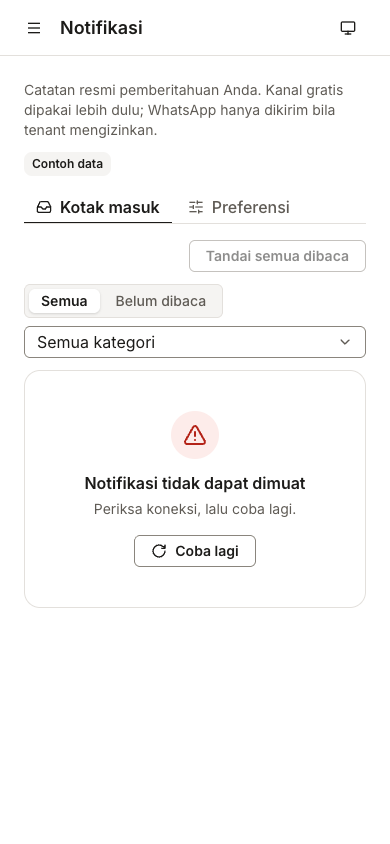 Notifikasi
Catatan resmi pemberitahuan Anda. Kanal gratis
dipakai lebih dulu; WhatsApp hanya dikirim bila
tenant mengizinkan.
Contoh data
Kotak masuk
Preferensi
Tandai semua dibaca
Semua
Belum dibaca
Semua kategori
Notifikasi tidak dapat dimuat
Periksa koneksi, lalu coba lagi.
Coba lagi